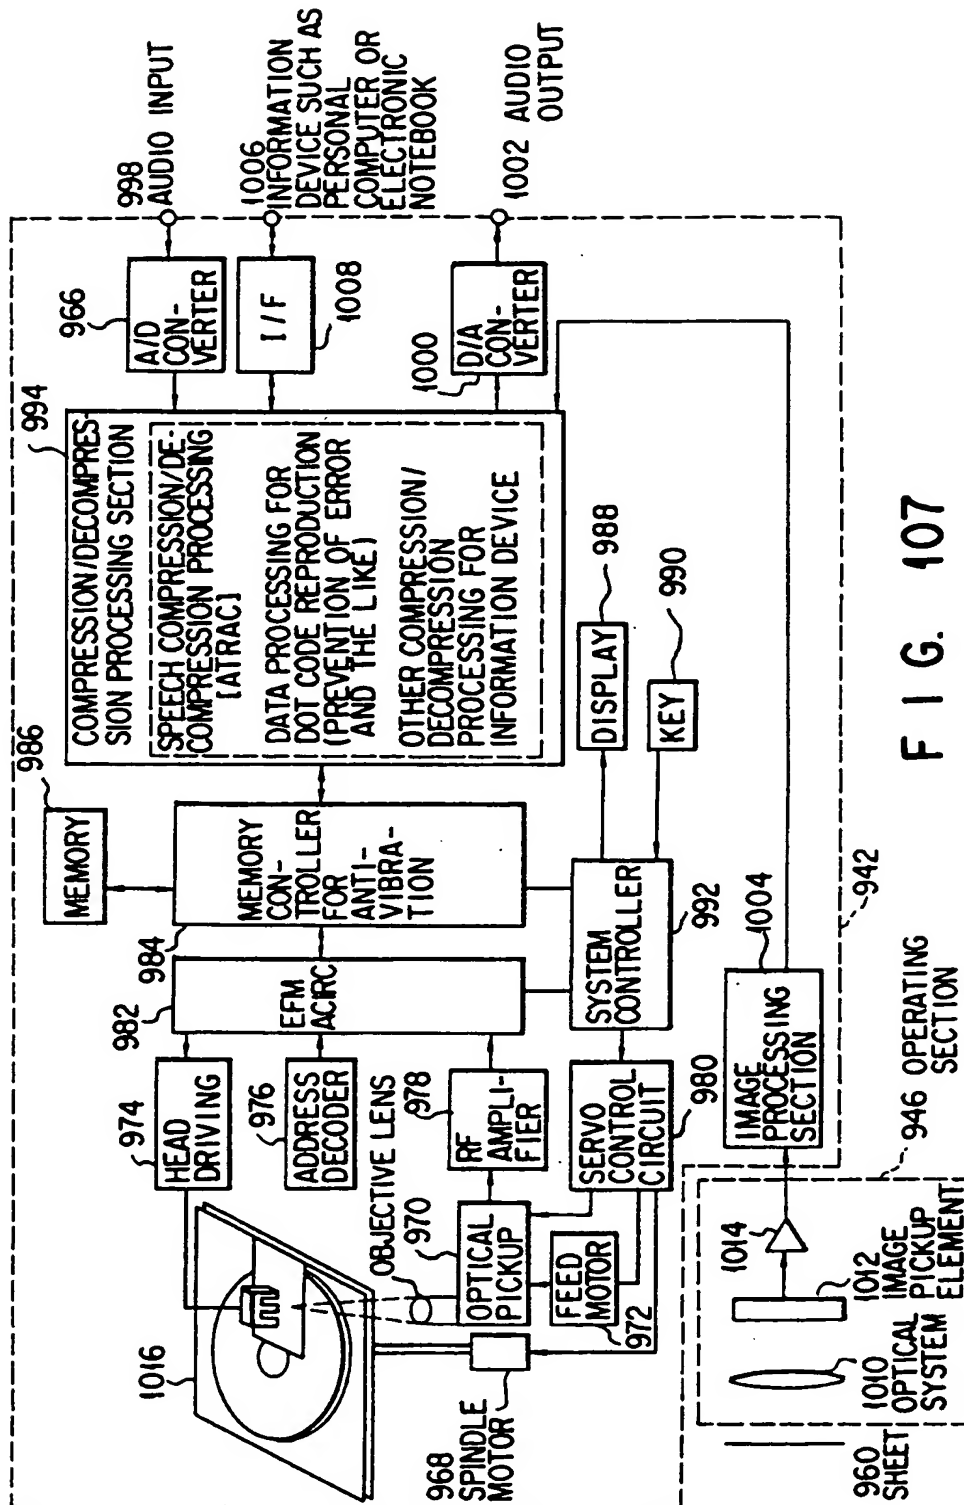 998 AUDIO INPUT
1006
INFORMATION
DEVICE SUCH AS
PERSONAL
COMPUTER OR
ELECTRONIC
NOTEBOOK
1002 AUDIO
OUTPUT
966
A/D
CON-
VERTER
I/F
1008
1000
D/A
CON-
VERTER
994
COMPRESSION/DECOMPRES-
SION PROCESSING SECTION
SPEECH COMPRESSION/DE-
COMPRESSION PROCESSING
[ATRAC]
DATA PROCESSING FOR
DOT CODE REPRODUCTION
(PREVENTION OF ERROR
AND THE LIKE)
OTHER COMPRESSION/
DECOMPRESSION
PROCESSING FOR
INFORMATION DEVICE
986
MEMORY
984
MEMORY
CON-
TROLLER
FOR
ANTI-
VIBRA-
TION
DISPLAY
988
KEY
990
982
EFM
ACIRC
SYSTEM
CONTROLLER
992
974
HEAD
DRIVING
976
ADDRESS
DECODER
978
RF
AMPLI-
FIER
SERVO
CONTROL
CIRCUIT
980
OBJECTIVE LENS
970
OPTICAL
PICKUP
FEED
MOTOR
972
1016
968
SPINDLE
MOTOR
IMAGE
PROCESSING
SECTION
1004
942
946 OPERATING
SECTION
1014
1012
IMAGE
PICKUP
ELEMENT
1010
OPTICAL
SYSTEM
960
SHEET
FIG. 107